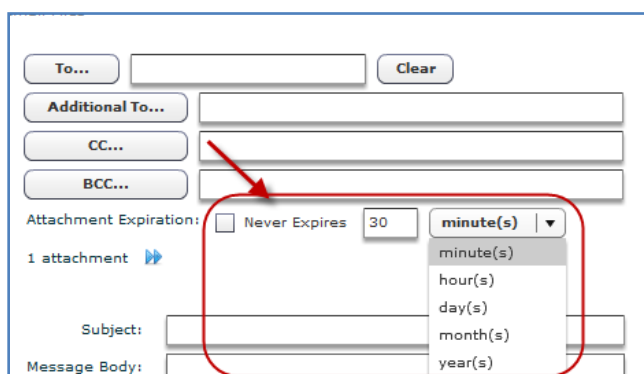 To... Clear
Additional To...
CC...
BCC...
Attachment Expiration: Never Expires 30 minute(s)
minute(s)
1 attachment
hour(s)
day(s)
Subject: month(s)
Message Body: year(s)